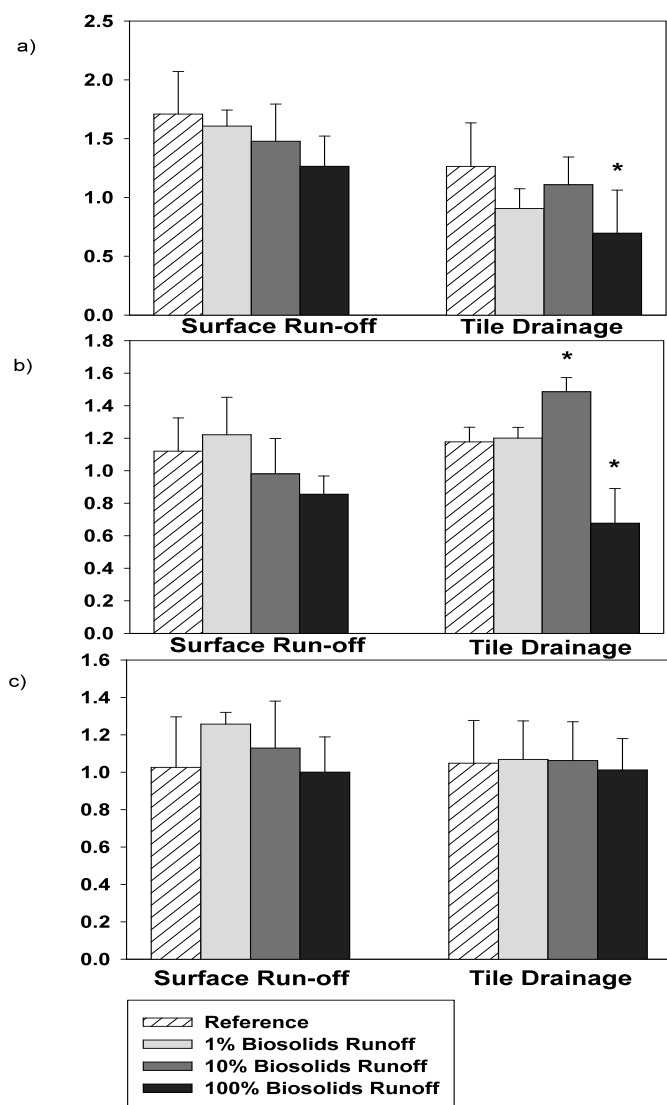 a)
2.5
2.0
1.5
1.0
0.5
0.0
*
Surface Run-off Tile Drainage
b)
1.8
1.6
1.4
1.2
1.0
0.8
0.6
0.4
0.2
0.0
*
*
Surface Run-off Tile Drainage
c)
1.6
1.4
1.2
1.0
0.8
0.6
0.4
0.2
0.0
Surface Run-off Tile Drainage
Reference
1% Biosolids Runoff
10% Biosolids Runoff
100% Biosolids Runoff